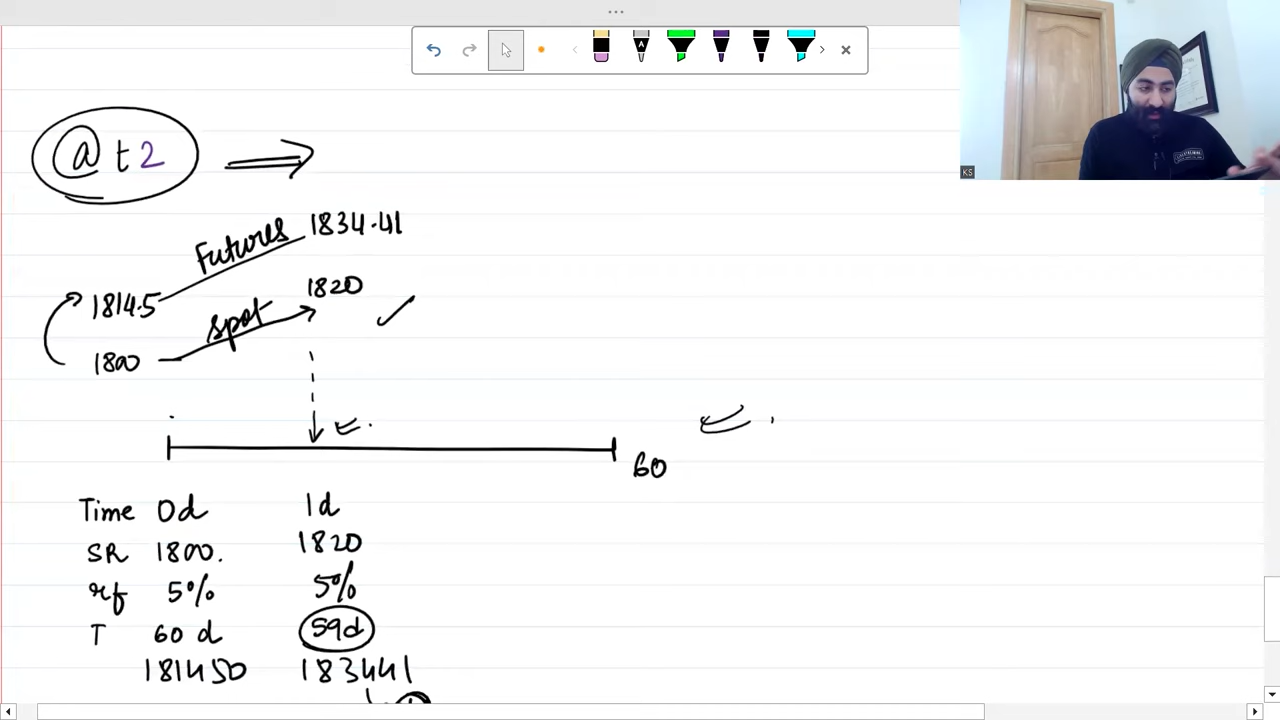 @ t2
Futures 1834.41
1814.5
Spot 1820
1800
60
Time 0d 1d
SR 1800. 1820
rf 5% 5%
T 60 d 59d
181450 183441
A
KS